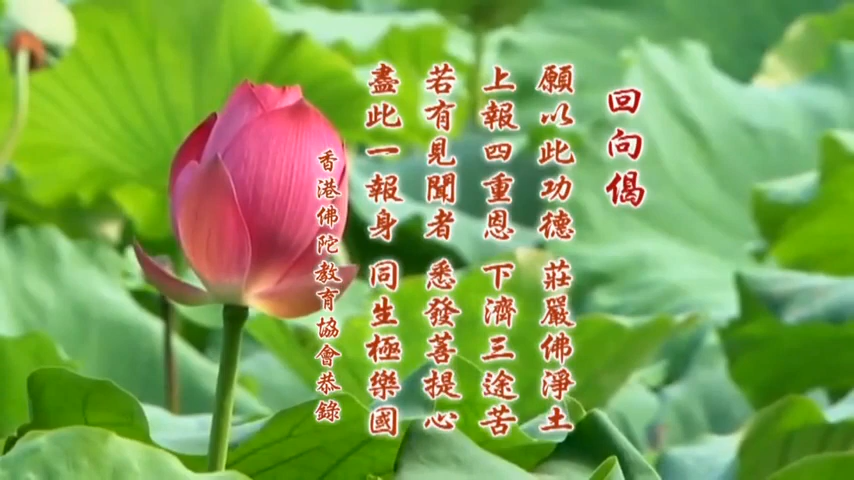 回向偈
願以此功德 莊嚴佛淨土
上報四重恩 下濟三途苦
若有見聞者 悉發菩提心
盡此一報身 同生極樂國
香港佛陀教育協會恭錄